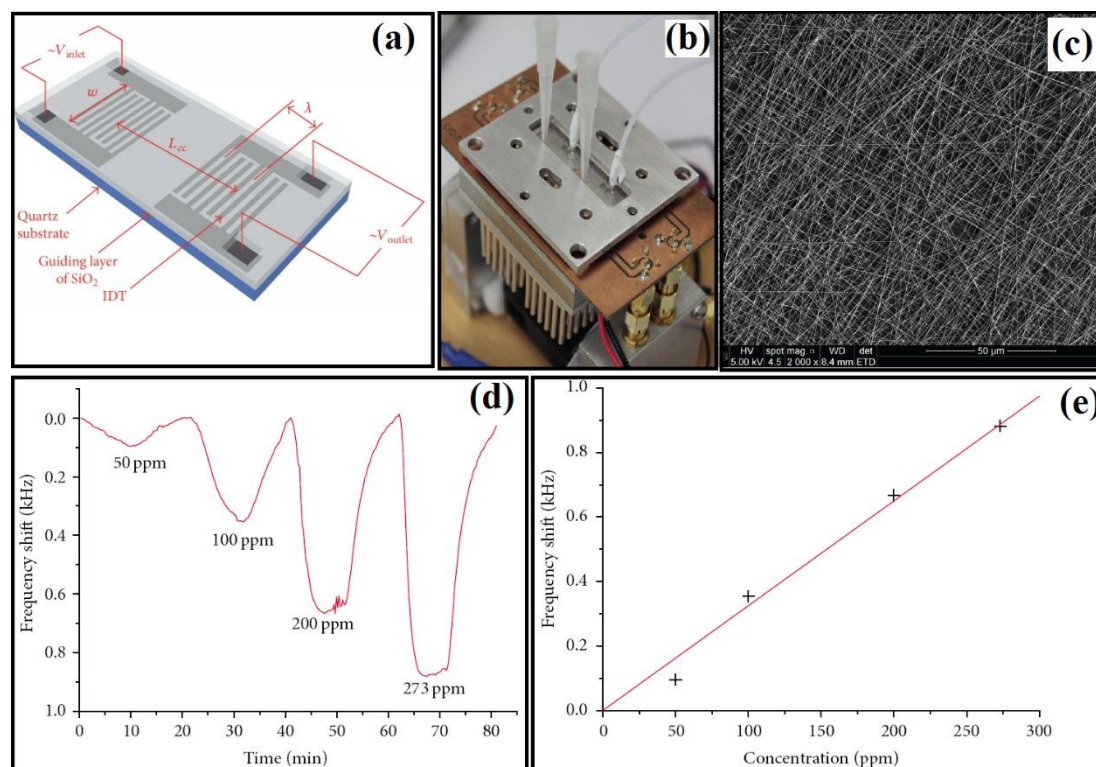 (a)
~V inlet
w
λ
Lcc
Quartz
substrate
Guiding layer
of SiO2
IDT
~V outlet
(b)
(c)
HV spot mag □ WD det
5.00 kV 4.5 2 000 x 8.4 mm ETD
50 µm
(d)
0.0
0.2
0.4
0.6
0.8
1.0
Frequency shift (kHz)
50 ppm
100 ppm
200 ppm
273 ppm
0 10 20 30 40 50 60 70 80
Time (min)
(e)
1.0
0.8
0.6
0.4
0.2
0.0
Frequency shift (kHz)
0 50 100 150 200 250 300
Concentration (ppm)